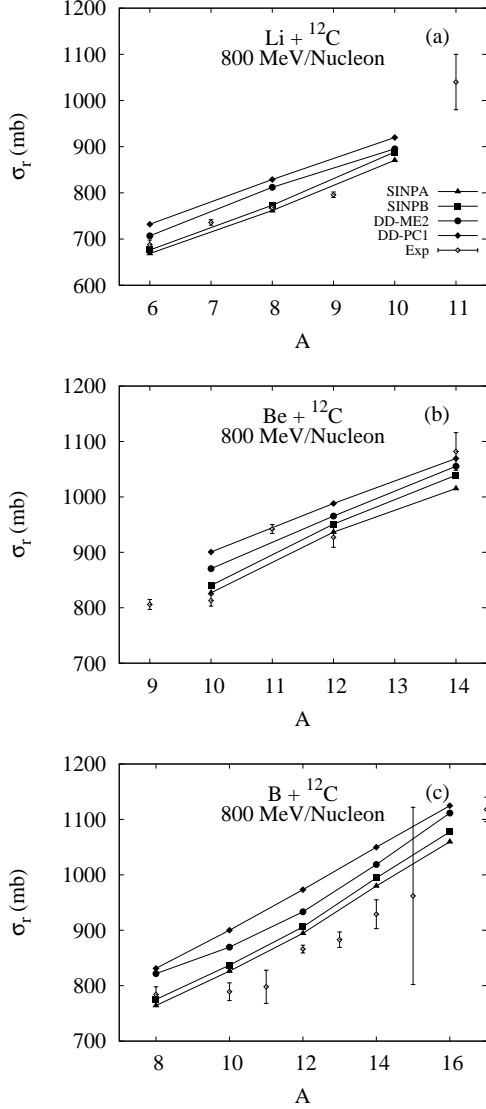 1200
1100
1000
900
800
700
600
σr (mb)
Li + ¹²C
800 MeV/Nucleon
(a)
SINPA
SINPB
DD-ME2
DD-PC1
Exp
6 7 8 9 10 11
A
1200
1100
1000
900
800
700
σr (mb)
Be + ¹²C
800 MeV/Nucleon
(b)
9 10 11 12 13 14
A
1200
1100
1000
900
800
700
σr (mb)
B + ¹²C
800 MeV/Nucleon
(c)
8 10 12 14 16
A